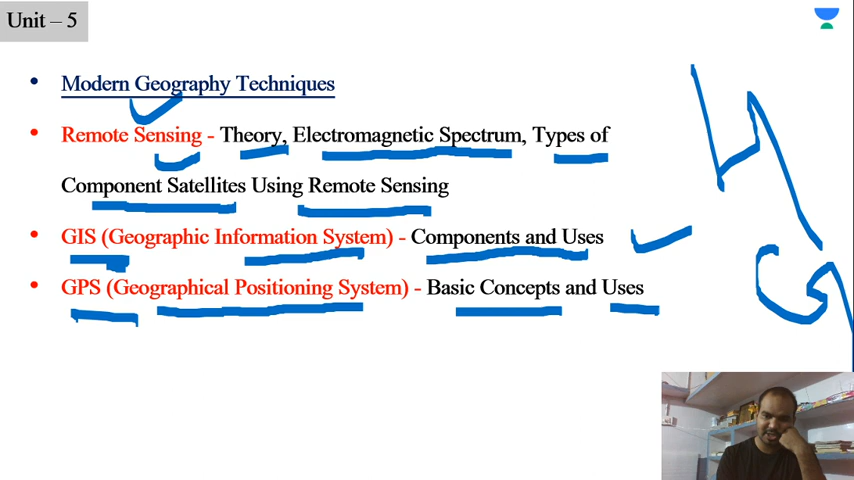 Unit – 5
• Modern Geography Techniques
• Remote Sensing - Theory, Electromagnetic Spectrum, Types of
Component Satellites Using Remote Sensing
• GIS (Geographic Information System) - Components and Uses
• GPS (Geographical Positioning System) - Basic Concepts and Uses